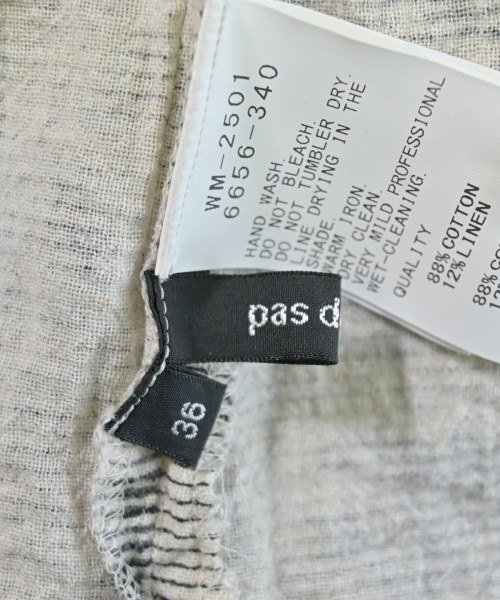 WM-2501
6656-340
HAND WASH.
DO NOT BLEACH.
DO NOT TUMBLER DRY.
LINE DRYING IN THE
SHADE.
WARM IRON.
DRY CLEAN.
VERY MILD PROFESSIONAL
WET-CLEANING.
QUALITY
88% COTTON
12% LINEN
88%
pas
36